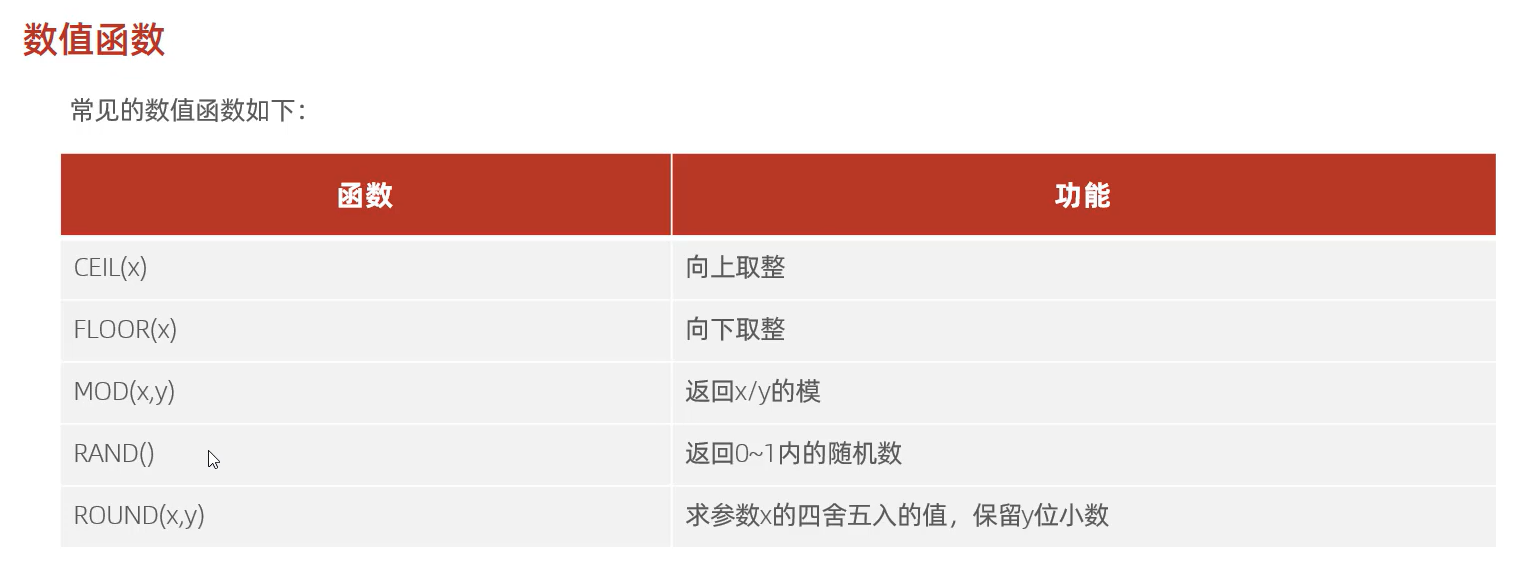 数值函数
常见的数值函数如下：
函数 功能
CEIL(x) 向上取整
FLOOR(x) 向下取整
MOD(x,y) 返回x/y的模
RAND() 返回0~1内的随机数
ROUND(x,y) 求参数x的四舍五入的值，保留y位小数